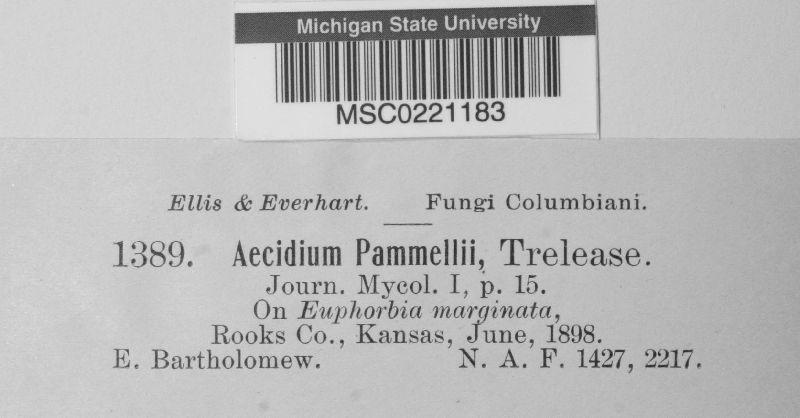 Michigan State University
MSC0221183
Ellis & Everhart. Fungi Columbiani.
1389. Aecidium Pammellii, Trelease.
Journ. Mycol. I, p. 15.
On Euphorbia marginata,
Rooks Co., Kansas, June, 1898.
E. Bartholomew. N. A. F. 1427, 2217.